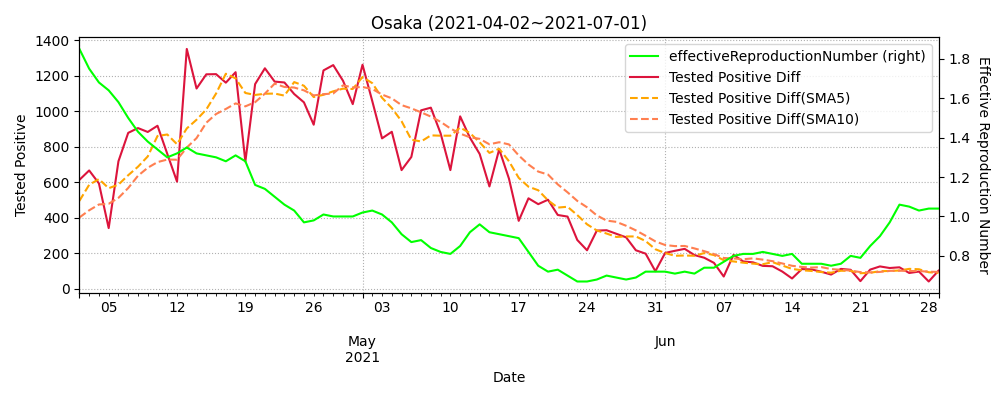 Osaka (2021-04-02~2021-07-01)
effectiveReproductionNumber (right)
Tested Positive Diff
Tested Positive Diff(SMA5)
Tested Positive Diff(SMA10)
Tested Positive
1400
1200
1000
800
600
400
200
0
Effective Reproduction Number
1.8
1.6
1.4
1.2
1.0
0.8
05 12 19 26 03 10 17 24 31 07 14 21 28
May Jun
2021
Date